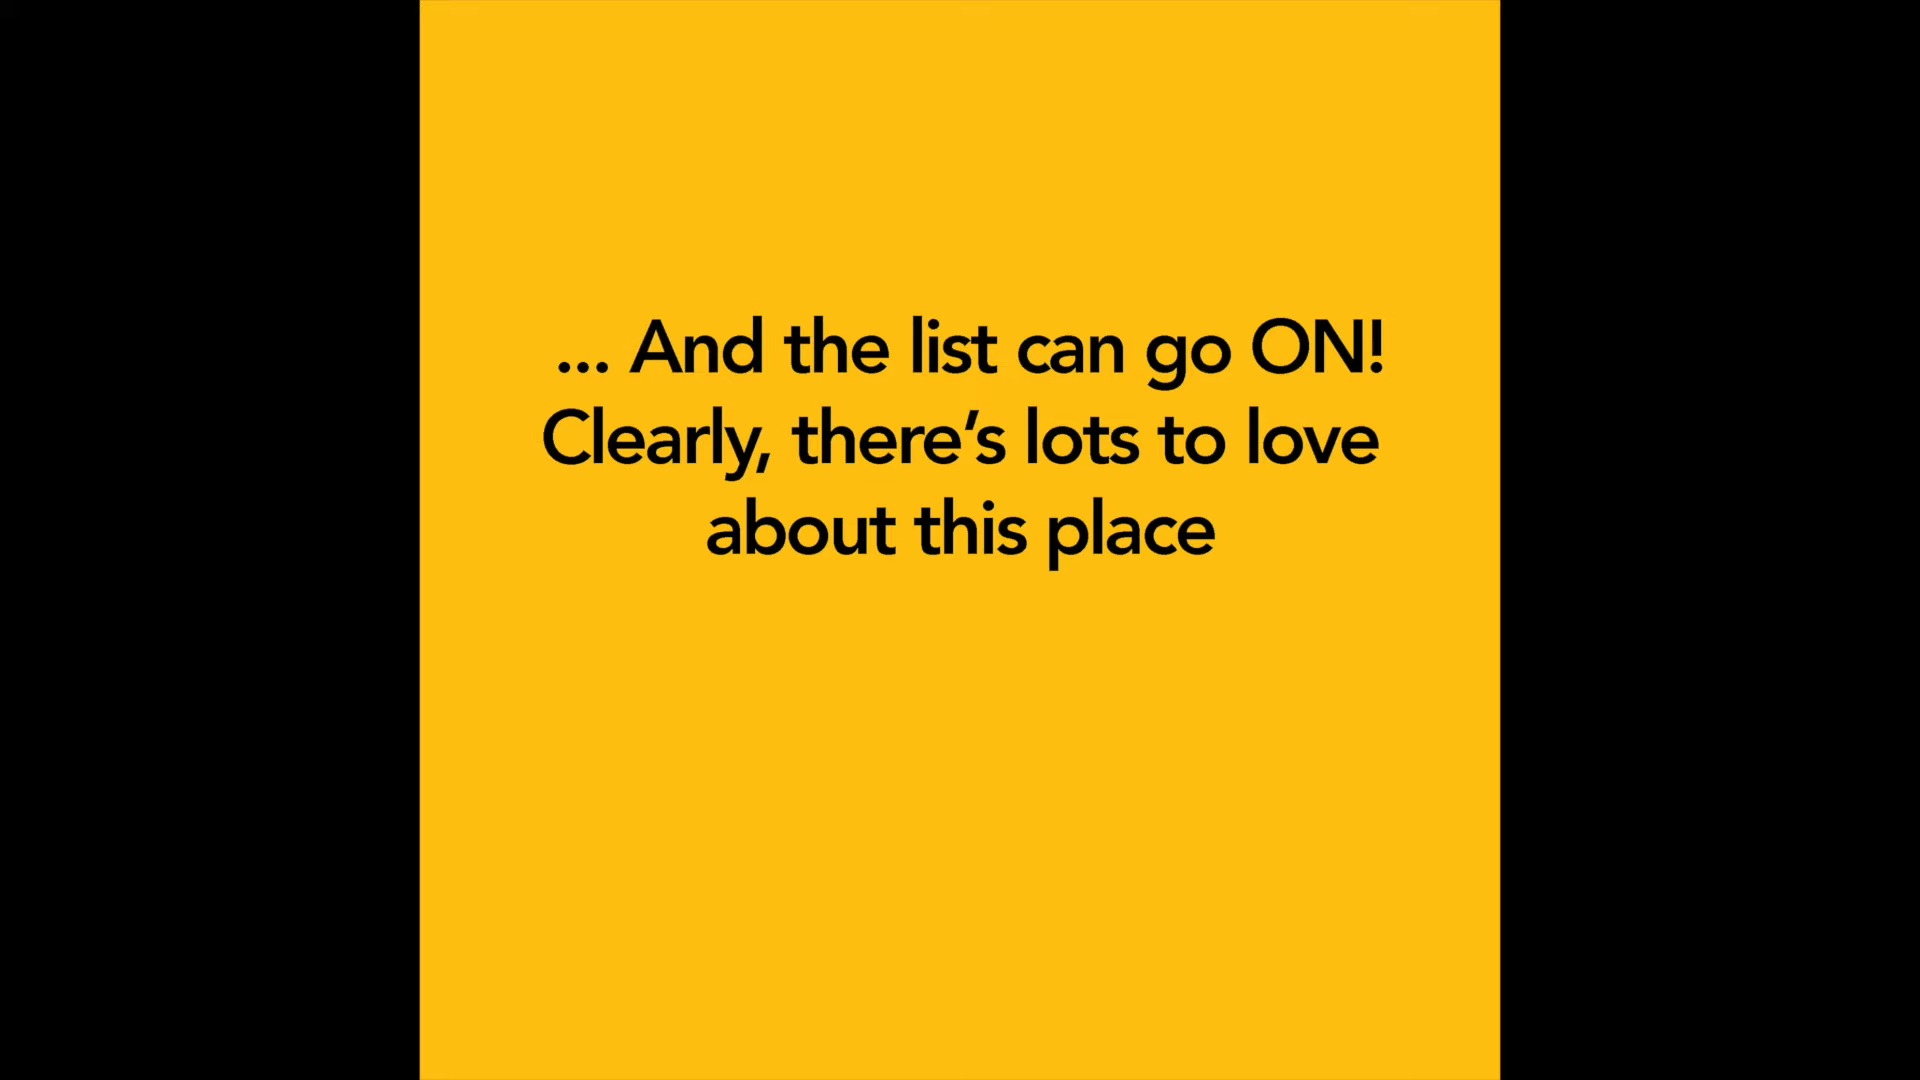 ... And the list can go ON!
Clearly, there’s lots to love
about this place